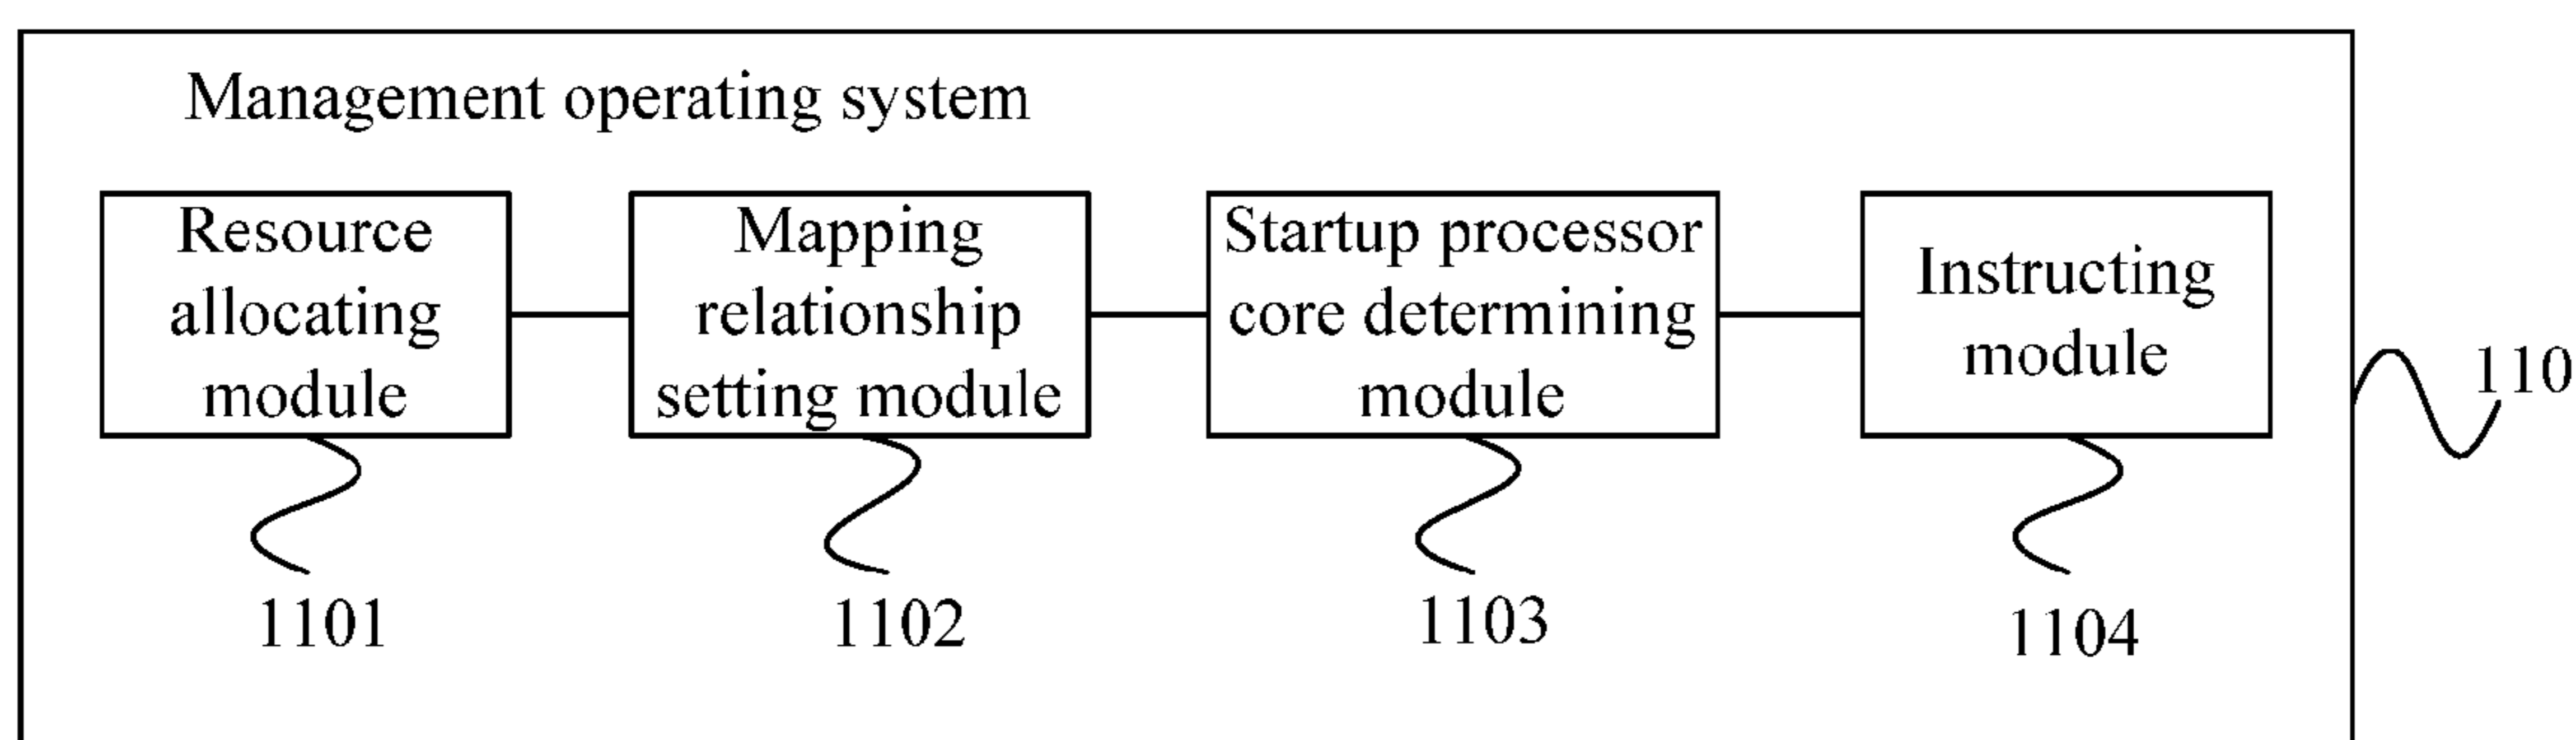 Management operating system
Resource
allocating
module
Mapping
relationship
setting module
Startup processor
core determining
module
Instructing
module
110
1101
1102
1103
1104